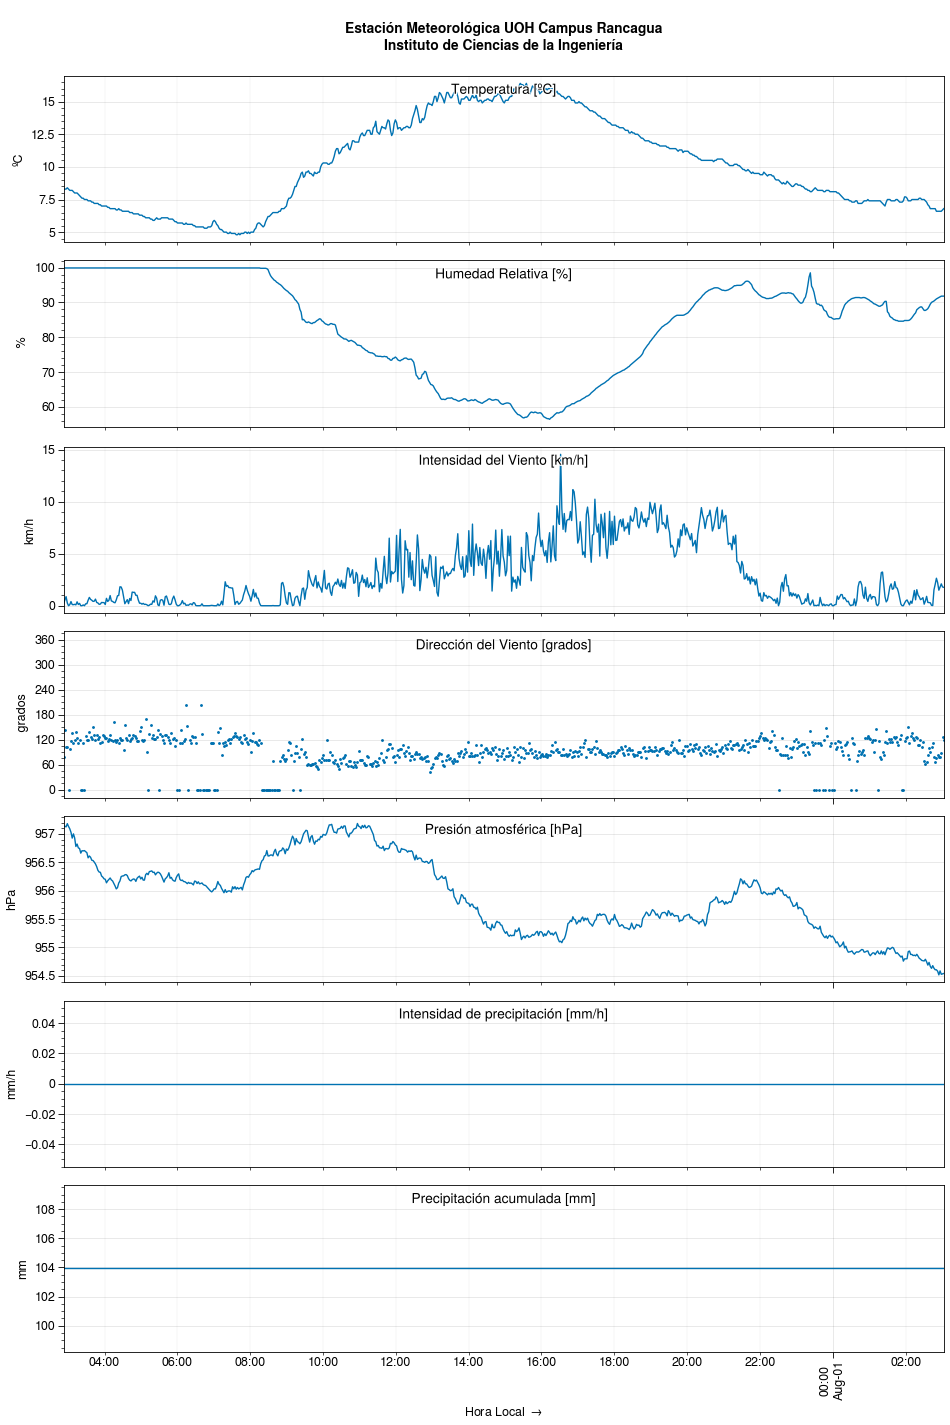 Estación Meteorológica UOH Campus Rancagua
Instituto de Ciencias de la Ingeniería
Temperatura [ºC]
15
12.5
10
7.5
5
ºC
Humedad Relativa [%]
100
90
80
70
60
%
Intensidad del Viento [km/h]
15
10
5
0
km/h
Dirección del Viento [grados]
360
300
240
180
120
60
0
grados
Presión atmosférica [hPa]
957
956.5
956
955.5
955
954.5
hPa
Intensidad de precipitación [mm/h]
0.04
0.02
0
−0.02
−0.04
mm/h
Precipitación acumulada [mm]
108
106
104
102
100
mm
04:00 06:00 08:00 10:00 12:00 14:00 16:00 18:00 20:00 22:00 00:00 02:00
Aug-01
Hora Local →